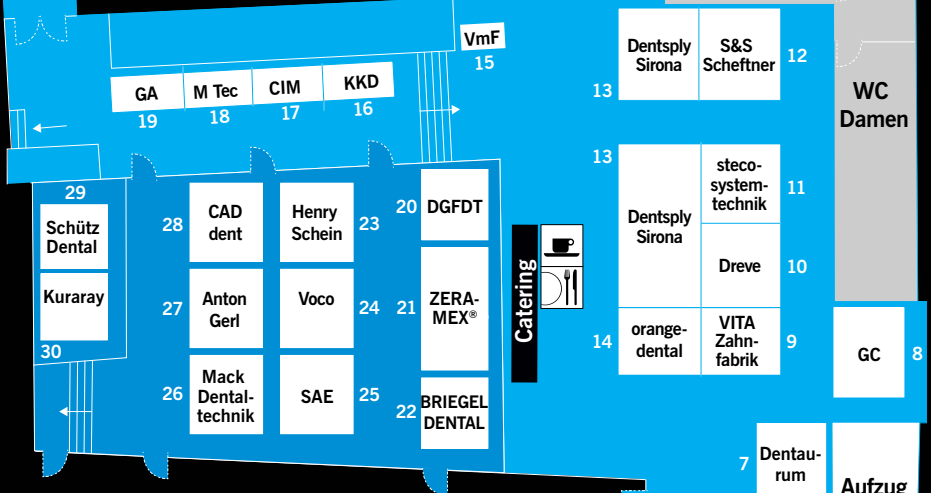 VmF
15
GA
M Tec
CIM
KKD
19
18
17
16
Dentsply
Sirona
S&S
Scheftner
12
13
WC
Damen
13
Dentsply
Sirona
steco-
system-
technik
11
Dreve
10
14
orange-
dental
VITA
Zahn-
fabrik
9
GC
8
29
Schütz
Dental
Kuraray
30
28
CAD
dent
Henry
Schein
23
27
Anton
Gerl
Voco
24
26
Mack
Dental-
technik
SAE
25
20
DGFDT
21
ZERA-
MEX®
22
BRIEGEL
DENTAL
Catering
7
Dentau-
rum
Aufzug